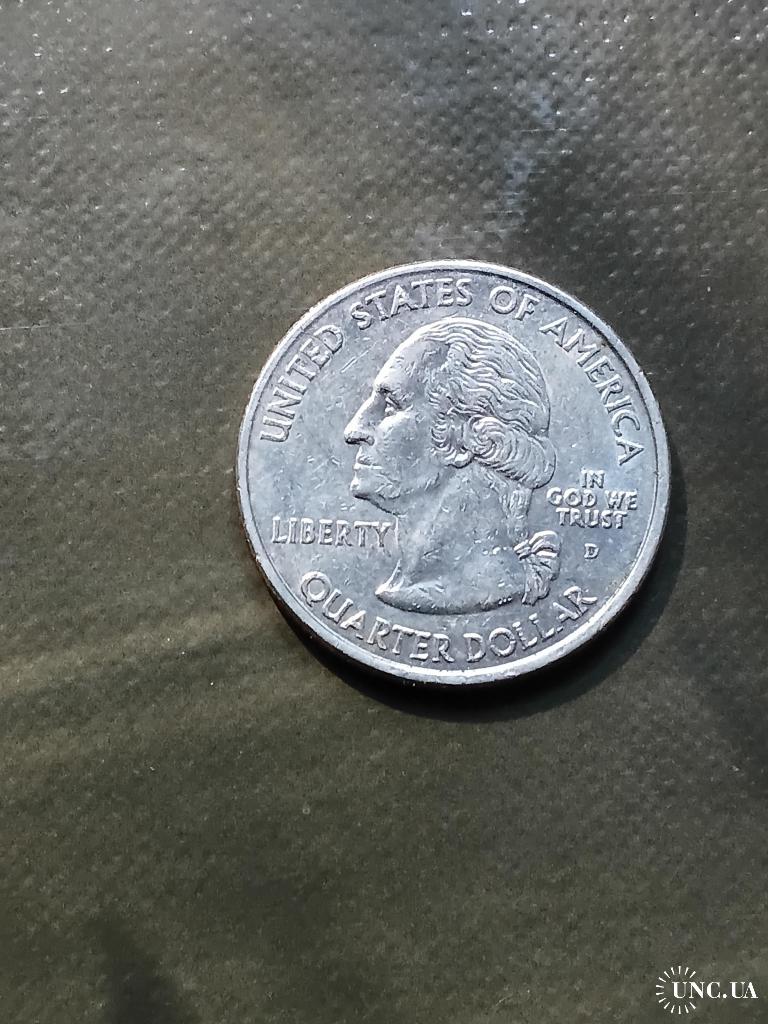 UNITED STATES OF AMERICA
LIBERTY
IN
GOD WE
TRUST
D
QUARTER DOLLAR
UNC.UA